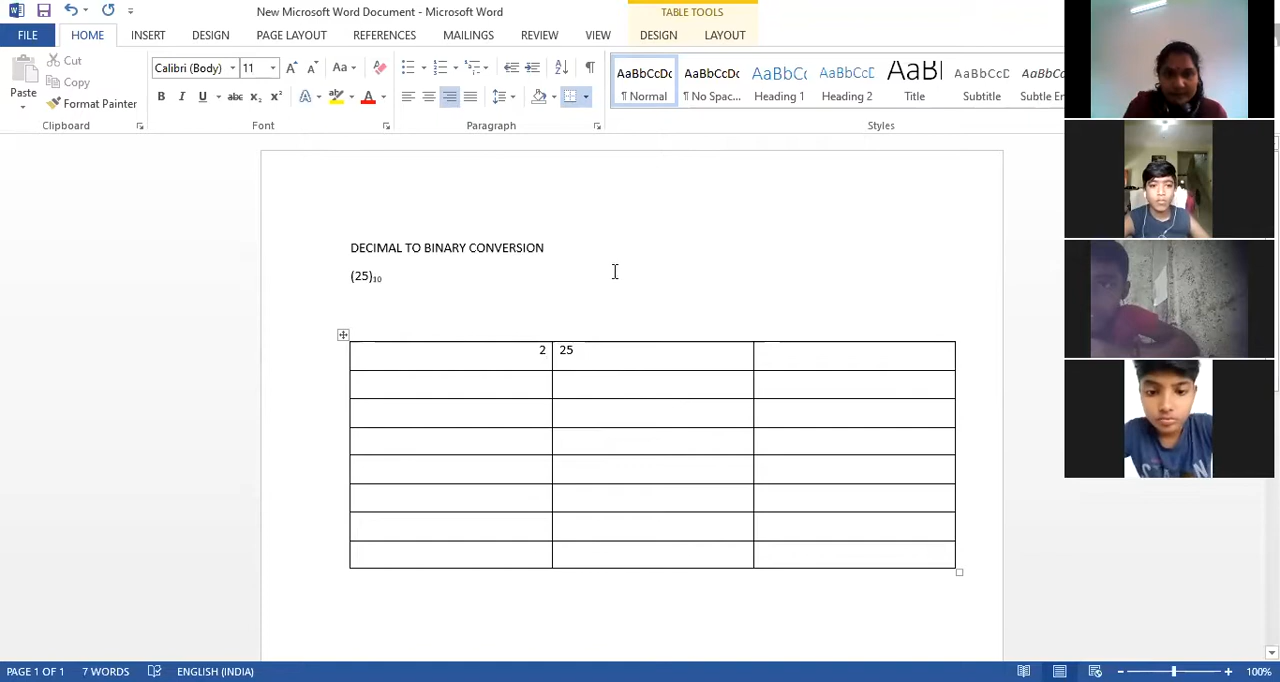 New Microsoft Word Document - Microsoft Word
TABLE TOOLS
FILE
HOME
INSERT
DESIGN
PAGE LAYOUT
REFERENCES
MAILINGS
REVIEW
VIEW
DESIGN
LAYOUT
Paste
Cut
Copy
Format Painter
Clipboard
Calibri (Body)
11
Font
Paragraph
AaBbCcDc
¶ Normal
AaBbCcDc
¶ No Spac...
AaBbCc
Heading 1
AaBbCcD
Heading 2
AaBl
Title
AaBbCcD
Subtitle
AaBbCcD
Subtle Em
Styles
DECIMAL TO BINARY CONVERSION
(25)₁₀
2 25
PAGE 1 OF 1 7 WORDS ENGLISH (INDIA) 100%